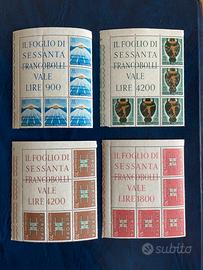 IL FOGLIO DI
SESSANTA
FRANCOBOLLI
VALE
LIRE 900
IL FOGLIO DI
SESSANTA
FRANCOBOLLI
VALE
LIRE 4200
IL FOGLIO DI
SESSANTA
FRANCOBOLLI
VALE
LIRE 4200
IL FOGLIO DI
SESSANTA
FRANCOBOLLI
VALE
LIRE 1800
subito